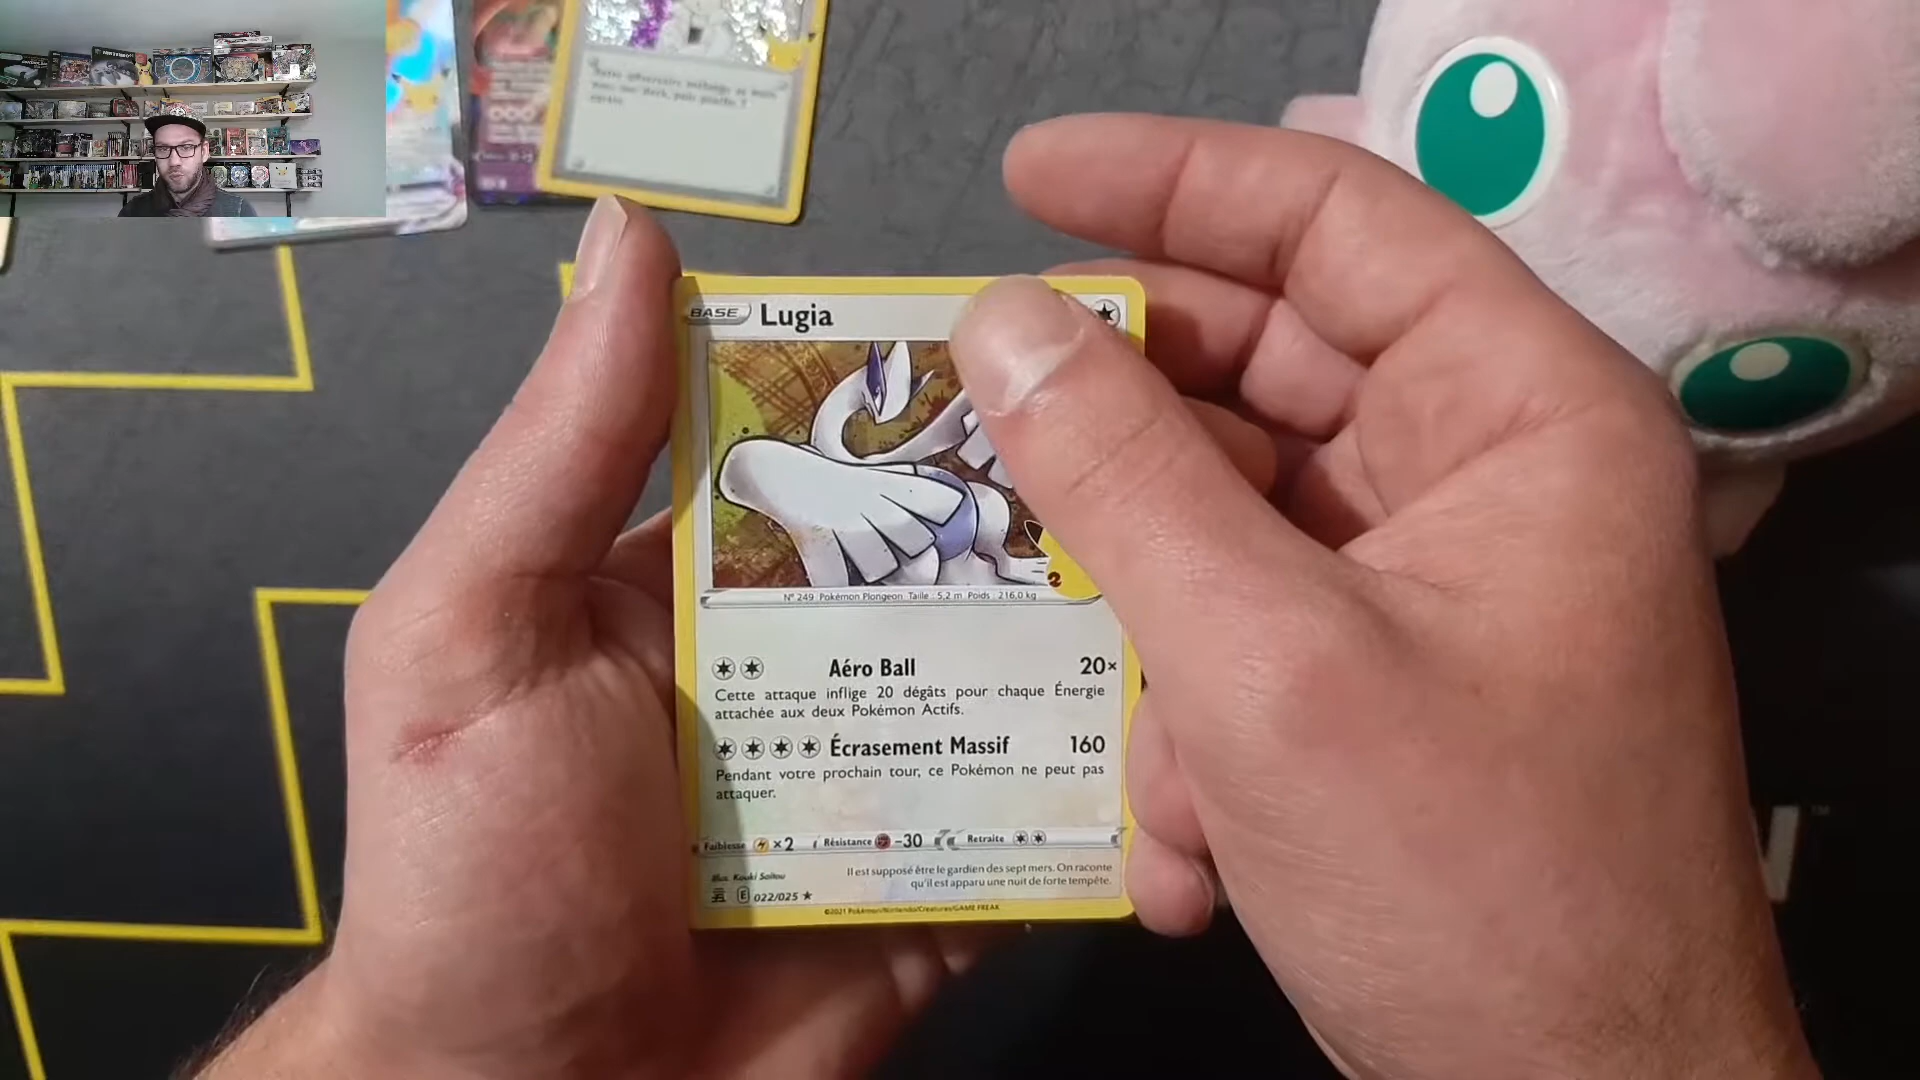 BASE Lugia
N° 249 Pokémon Plongeon Taille : 5,2 m Poids : 216,0 kg
Aéro Ball 20×
Cette attaque inflige 20 dégâts pour chaque Énergie
attachée aux deux Pokémon Actifs.
Écrasement Massif 160
Pendant votre prochain tour, ce Pokémon ne peut pas
attaquer.
Faiblesse ×2 Résistance -30 Retraite
Illus. Kouki Saitou
Il est supposé être le gardien des sept mers. On raconte
qu'il est apparu une nuit de forte tempête.
E 022/025 ★
©2021 Pokémon/Nintendo/Creatures/GAME FREAK